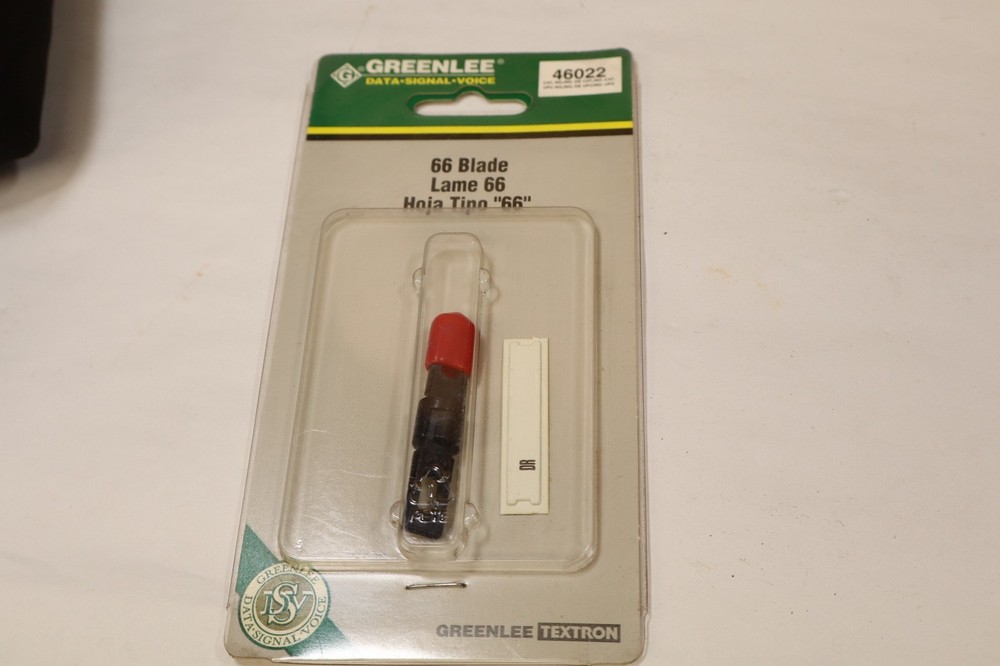 GREENLEE®
DATA·SIGNAL·VOICE
46022
66 Blade
Lame 66
Hoja Tipo "66"
PETE
GREENLEE
DSV
DATA·SIGNAL·VOICE
GREENLEE TEXTRON